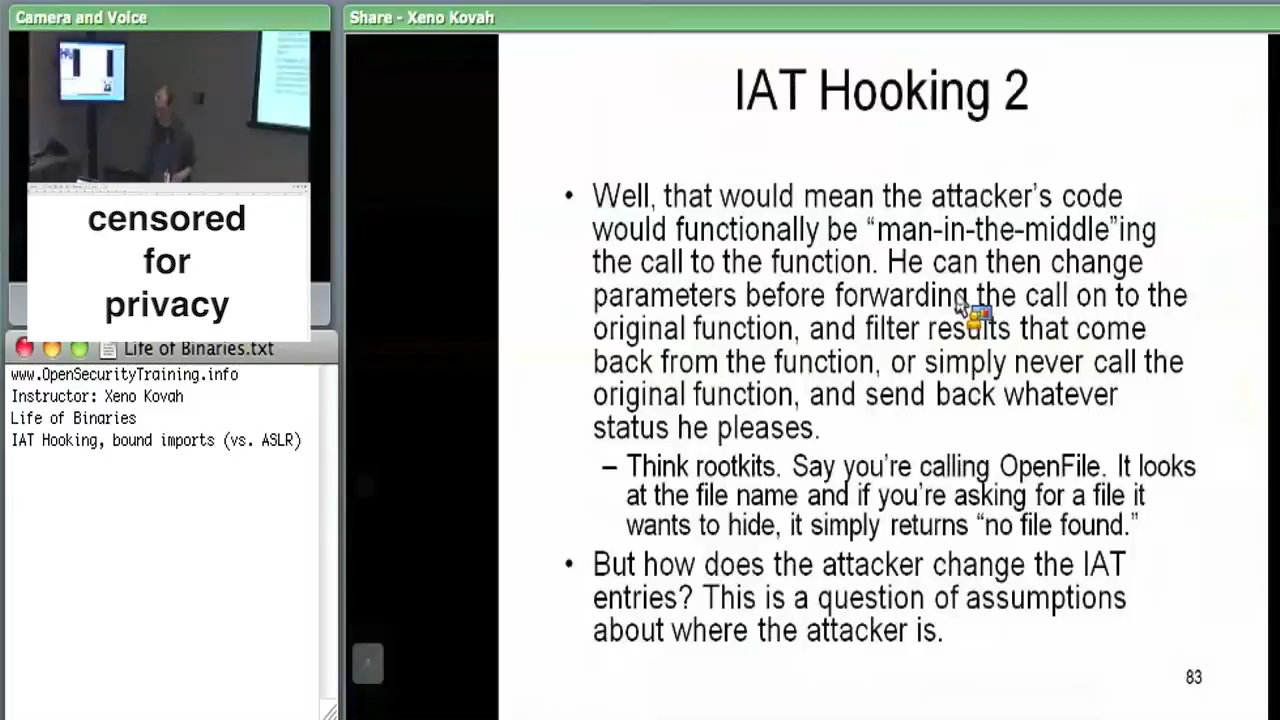 Camera and Voice
Share - Xeno Kovah
censored
for
privacy
Life of Binaries.txt
www.OpenSecurityTraining.info
Instructor: Xeno Kovah
Life of Binaries
IAT Hooking, bound imports (vs. ASLR)
IAT Hooking 2
• Well, that would mean the attacker's code
would functionally be “man-in-the-middle”ing
the call to the function. He can then change
parameters before forwarding the call on to the
original function, and filter results that come
back from the function, or simply never call the
original function, and send back whatever
status he pleases.
– Think rootkits. Say you're calling OpenFile. It looks
at the file name and if you're asking for a file it
wants to hide, it simply returns “no file found.”
• But how does the attacker change the IAT
entries? This is a question of assumptions
about where the attacker is.
83